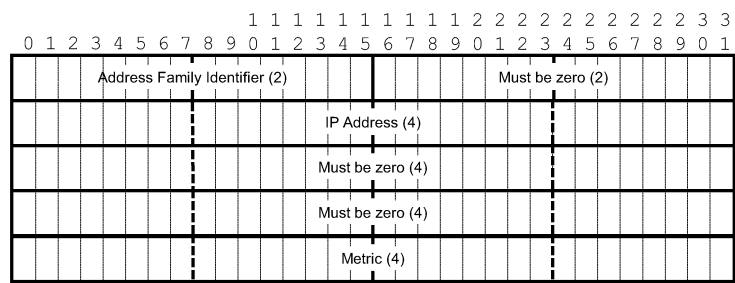 1 1 1 1 1 1 1 1 1 1 2 2 2 2 2 2 2 2 2 2 3 3
0 1 2 3 4 5 6 7 8 9 0 1 2 3 4 5 6 7 8 9 0 1 2 3 4 5 6 7 8 9 0 1
Address Family Identifier (2) Must be zero (2)
IP Address (4)
Must be zero (4)
Must be zero (4)
Metric (4)